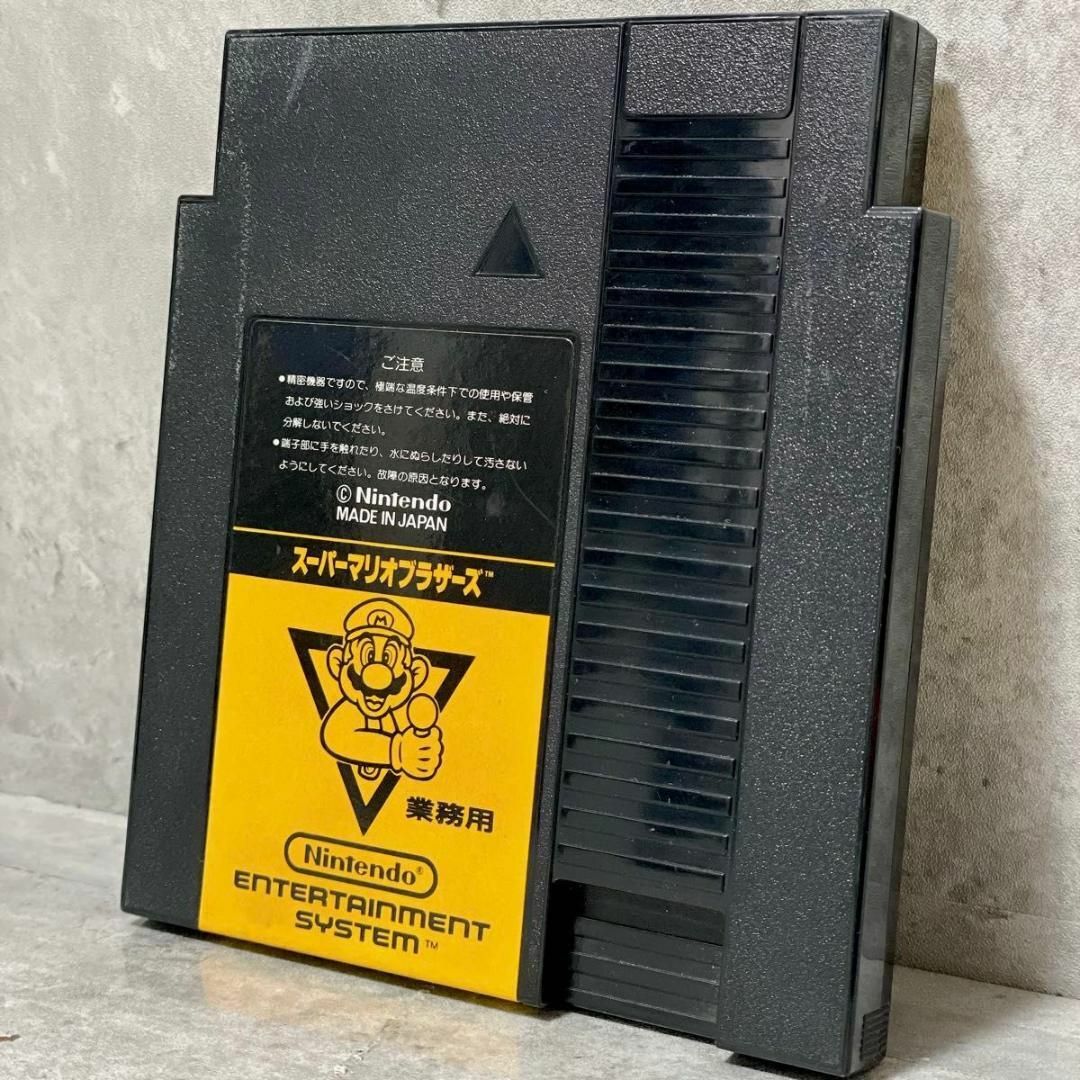 ご注意
●精密機器ですので、極端な温度条件下での使用や保管
および強いショックをさけてください。また、絶対に
分解しないでください。
●端子部に手を触れたり、水にぬらしたりして汚さない
ようにしてください。故障の原因となります。
©Nintendo
MADE IN JAPAN
スーパーマリオブラザーズ™
M
業務用
Nintendo®
ENTERTAINMENT
SYSTEM™